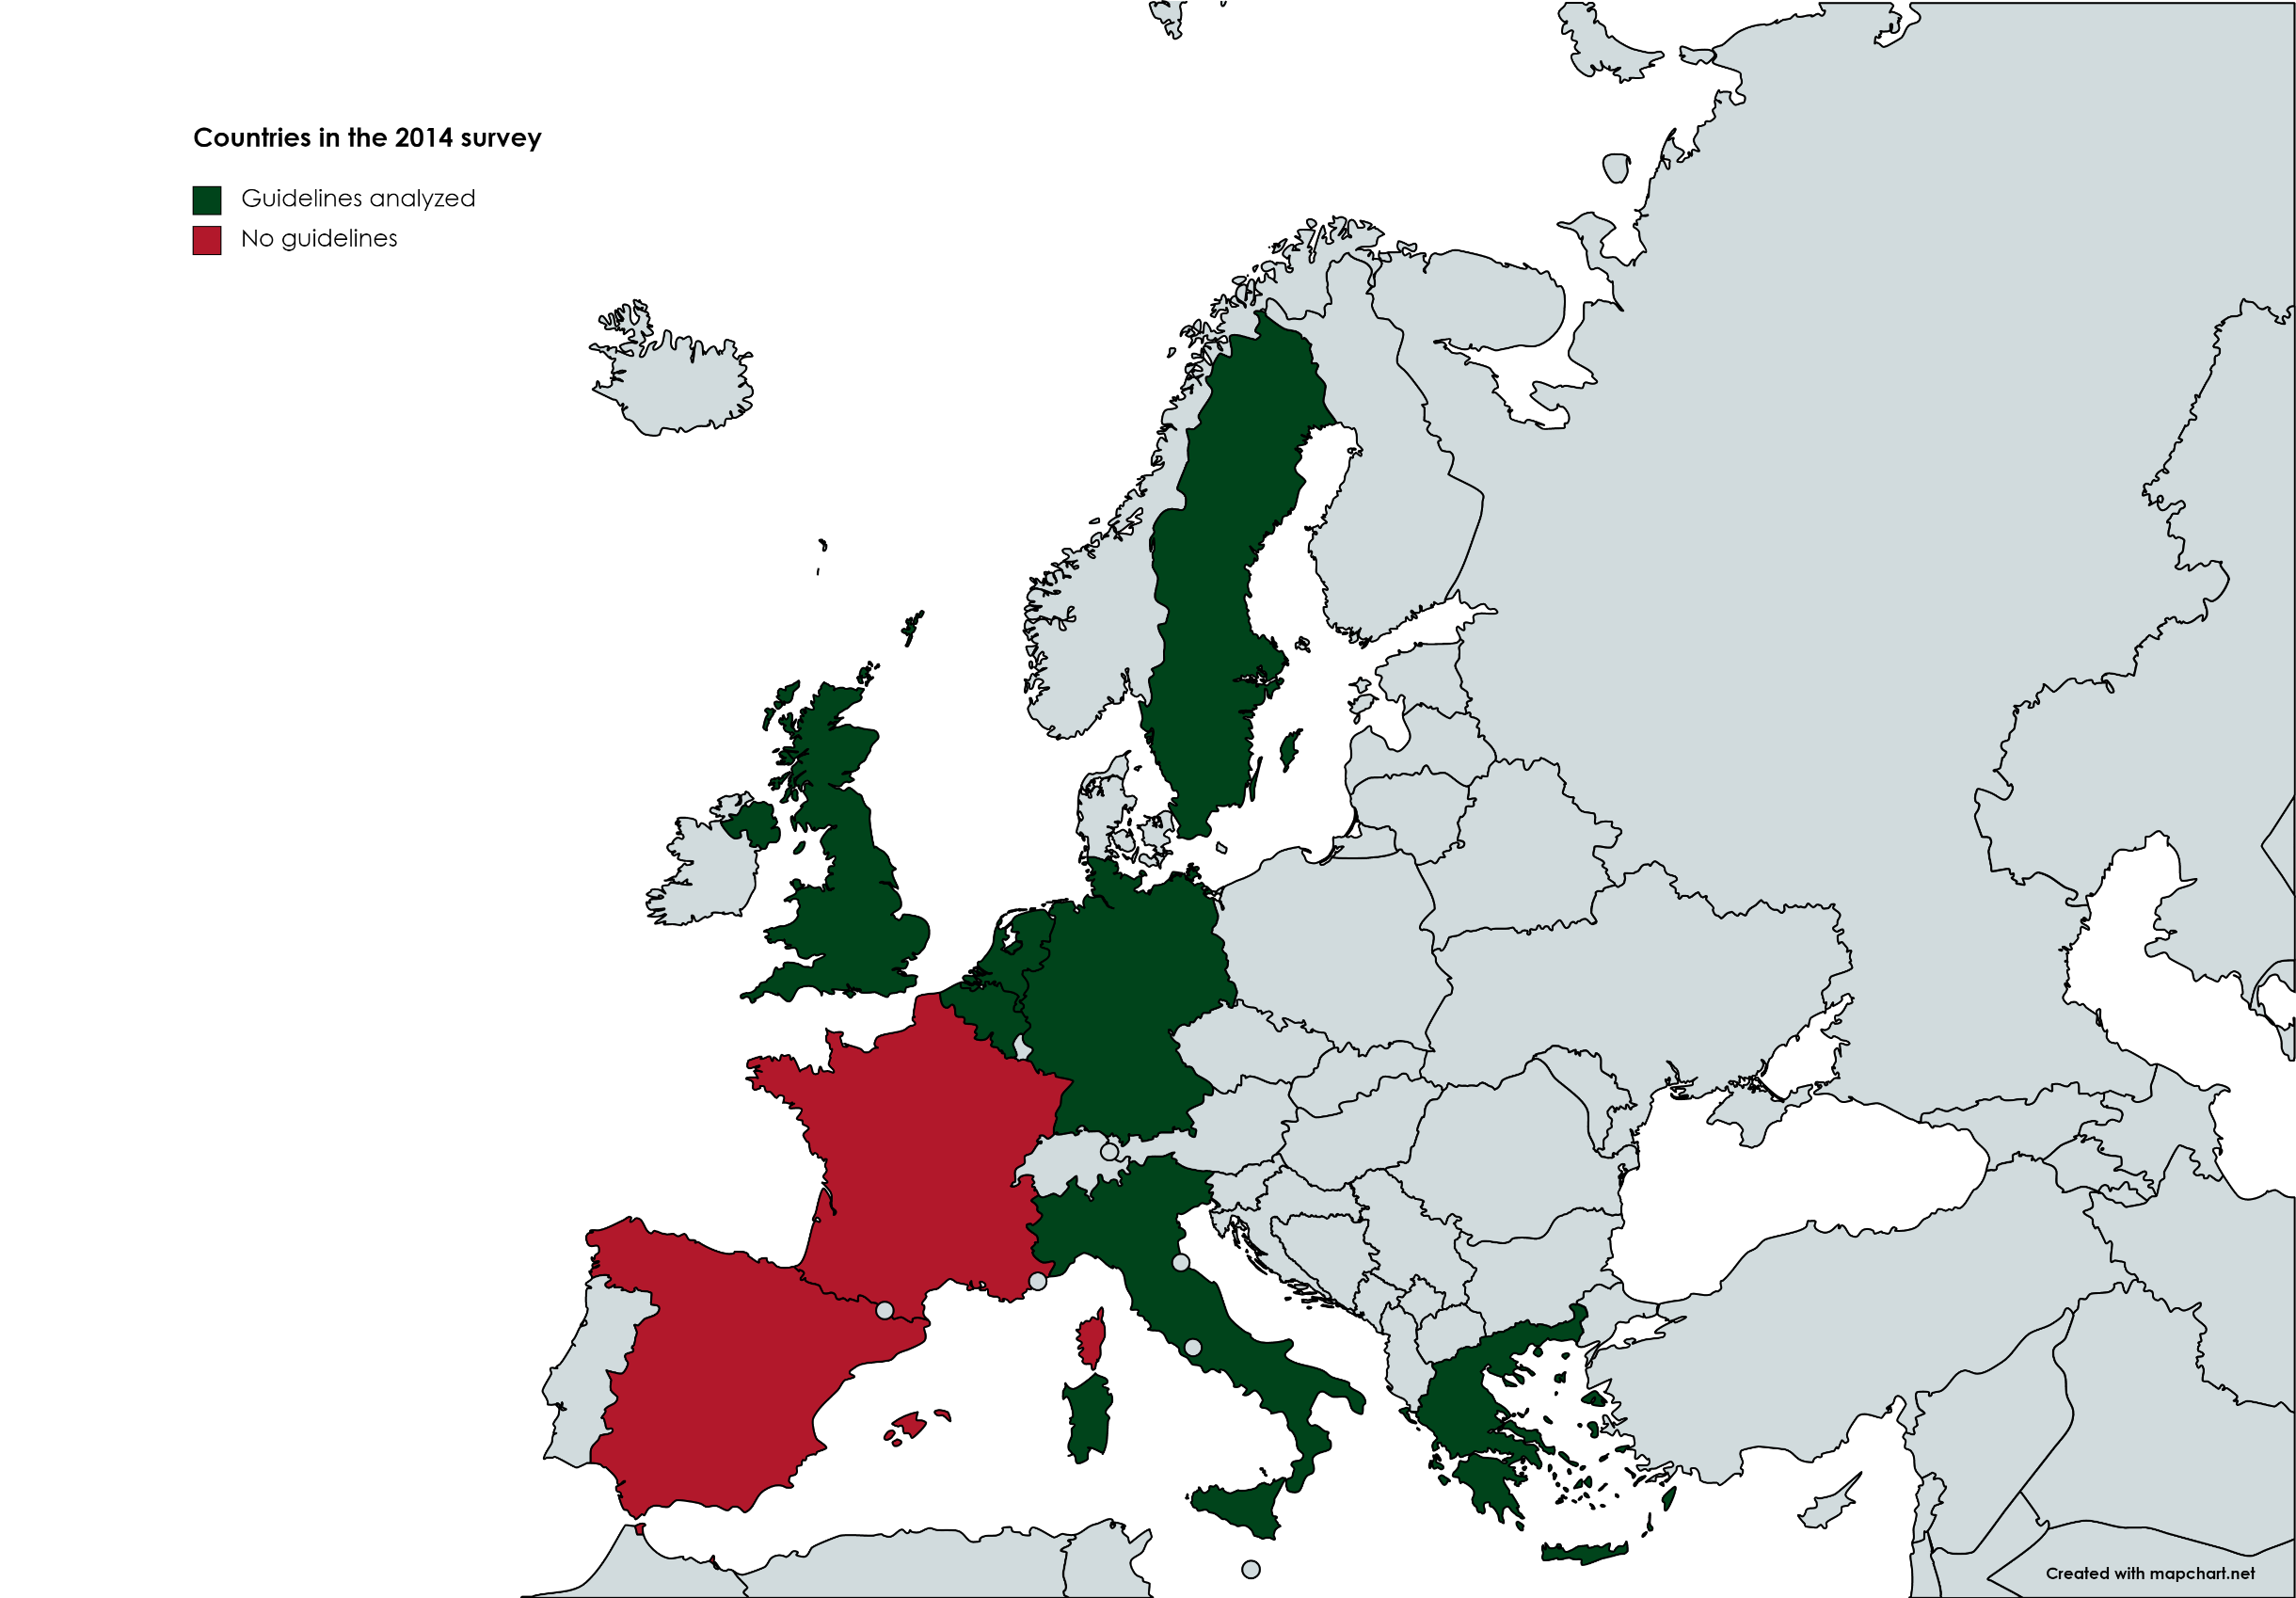 Countries in the 2014 survey
Guidelines analyzed
No guidelines
Created with mapchart.net